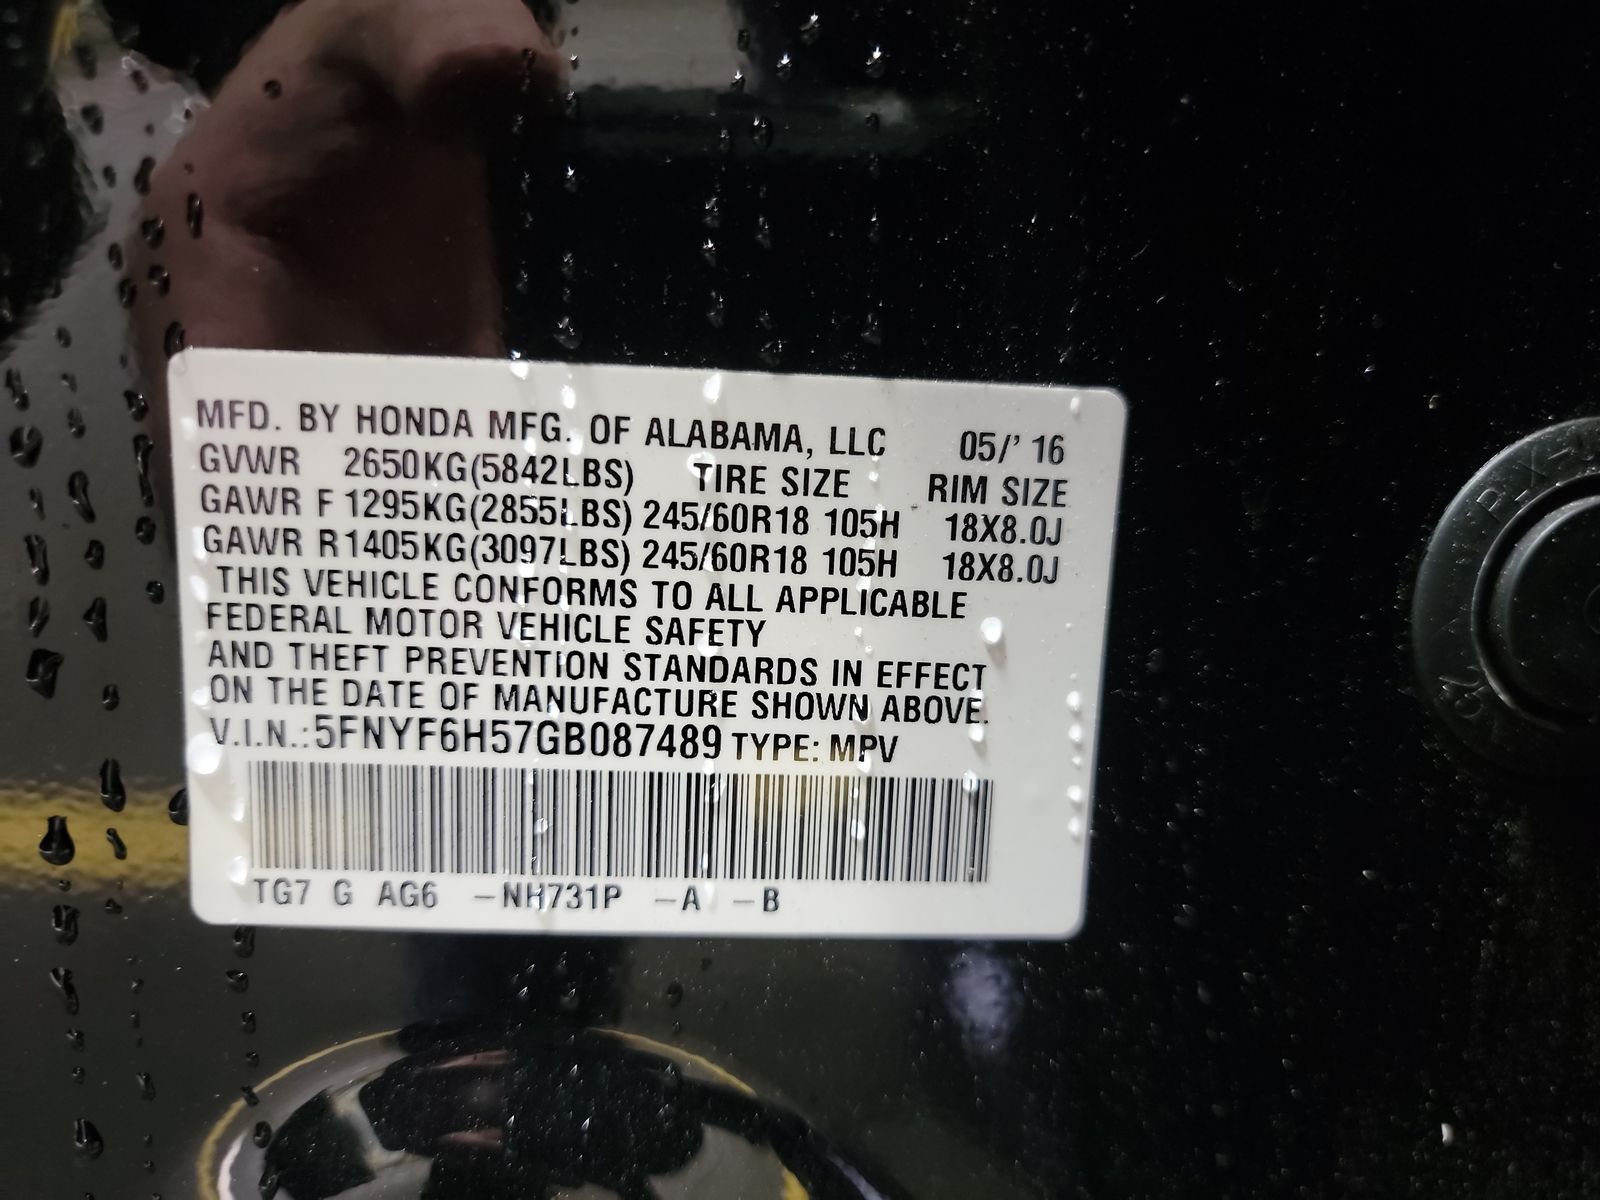 MFD. BY HONDA MFG. OF ALABAMA, LLC 05/' 16
GVWR 2650KG(5842LBS) TIRE SIZE RIM SIZE
GAWR F 1295KG(2855LBS) 245/60R18 105H 18X8.0J
GAWR R1405KG(3097LBS) 245/60R18 105H 18X8.0J
THIS VEHICLE CONFORMS TO ALL APPLICABLE
FEDERAL MOTOR VEHICLE SAFETY
AND THEFT PREVENTION STANDARDS IN EFFECT
ON THE DATE OF MANUFACTURE SHOWN ABOVE.
V.I.N.:5FNYF6H57GB087489 TYPE: MPV
TG7 G AG6 -NH731P -A -B